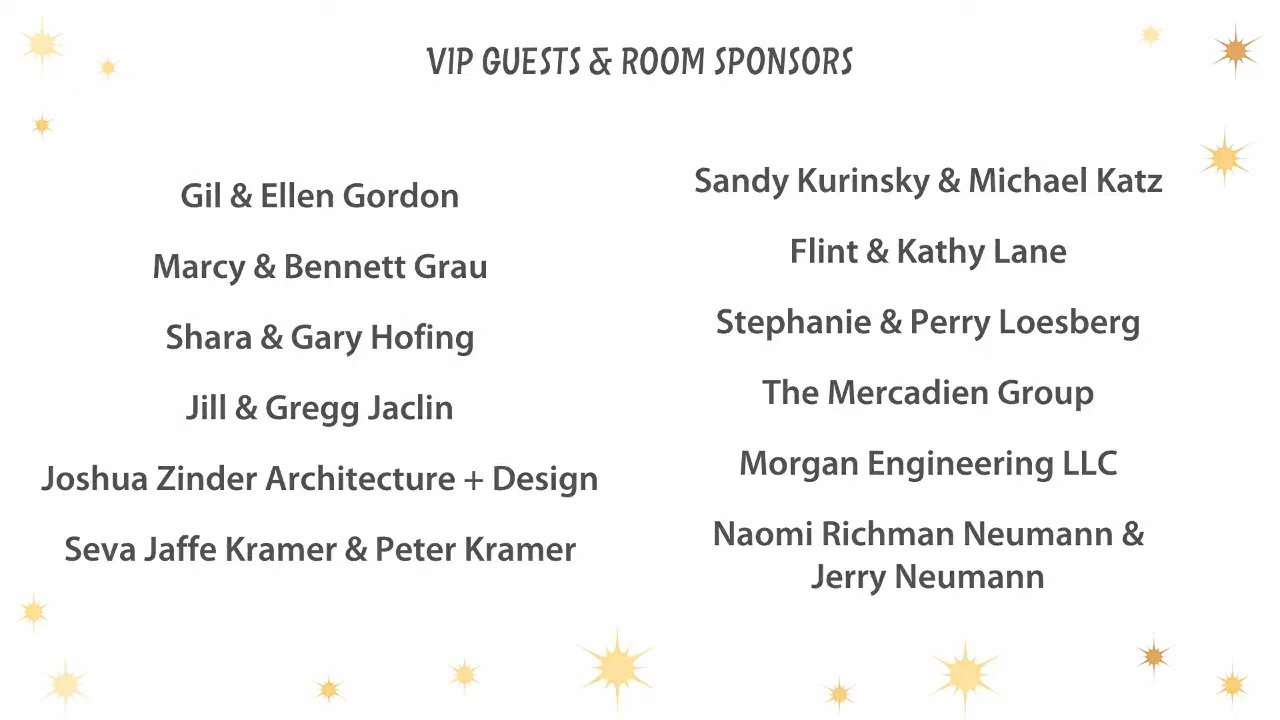 VIP GUESTS & ROOM SPONSORS
Gil & Ellen Gordon
Marcy & Bennett Grau
Shara & Gary Hofing
Jill & Gregg Jaclin
Joshua Zinder Architecture + Design
Seva Jaffe Kramer & Peter Kramer
Sandy Kurinsky & Michael Katz
Flint & Kathy Lane
Stephanie & Perry Loesberg
The Mercadien Group
Morgan Engineering LLC
Naomi Richman Neumann &
Jerry Neumann